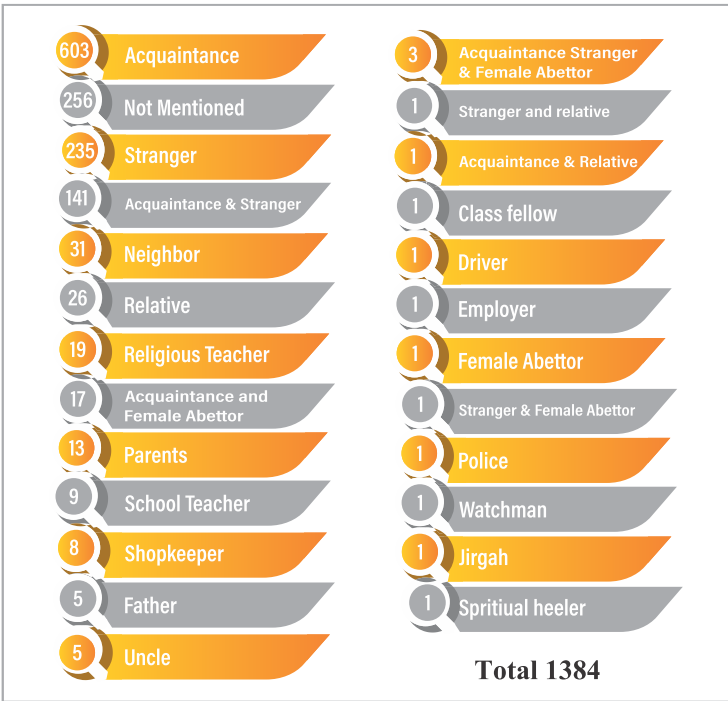 603 Acquaintance
256 Not Mentioned
235 Stranger
141 Acquaintance & Stranger
31 Neighbor
26 Relative
19 Religious Teacher
17 Acquaintance and
Female Abettor
13 Parents
9 School Teacher
8 Shopkeeper
5 Father
5 Uncle
3 Acquaintance Stranger
& Female Abettor
1 Stranger and relative
1 Acquaintance & Relative
1 Class fellow
1 Driver
1 Employer
1 Female Abettor
1 Stranger & Female Abettor
1 Police
1 Watchman
1 Jirgah
1 Spritiual heeler
Total 1384